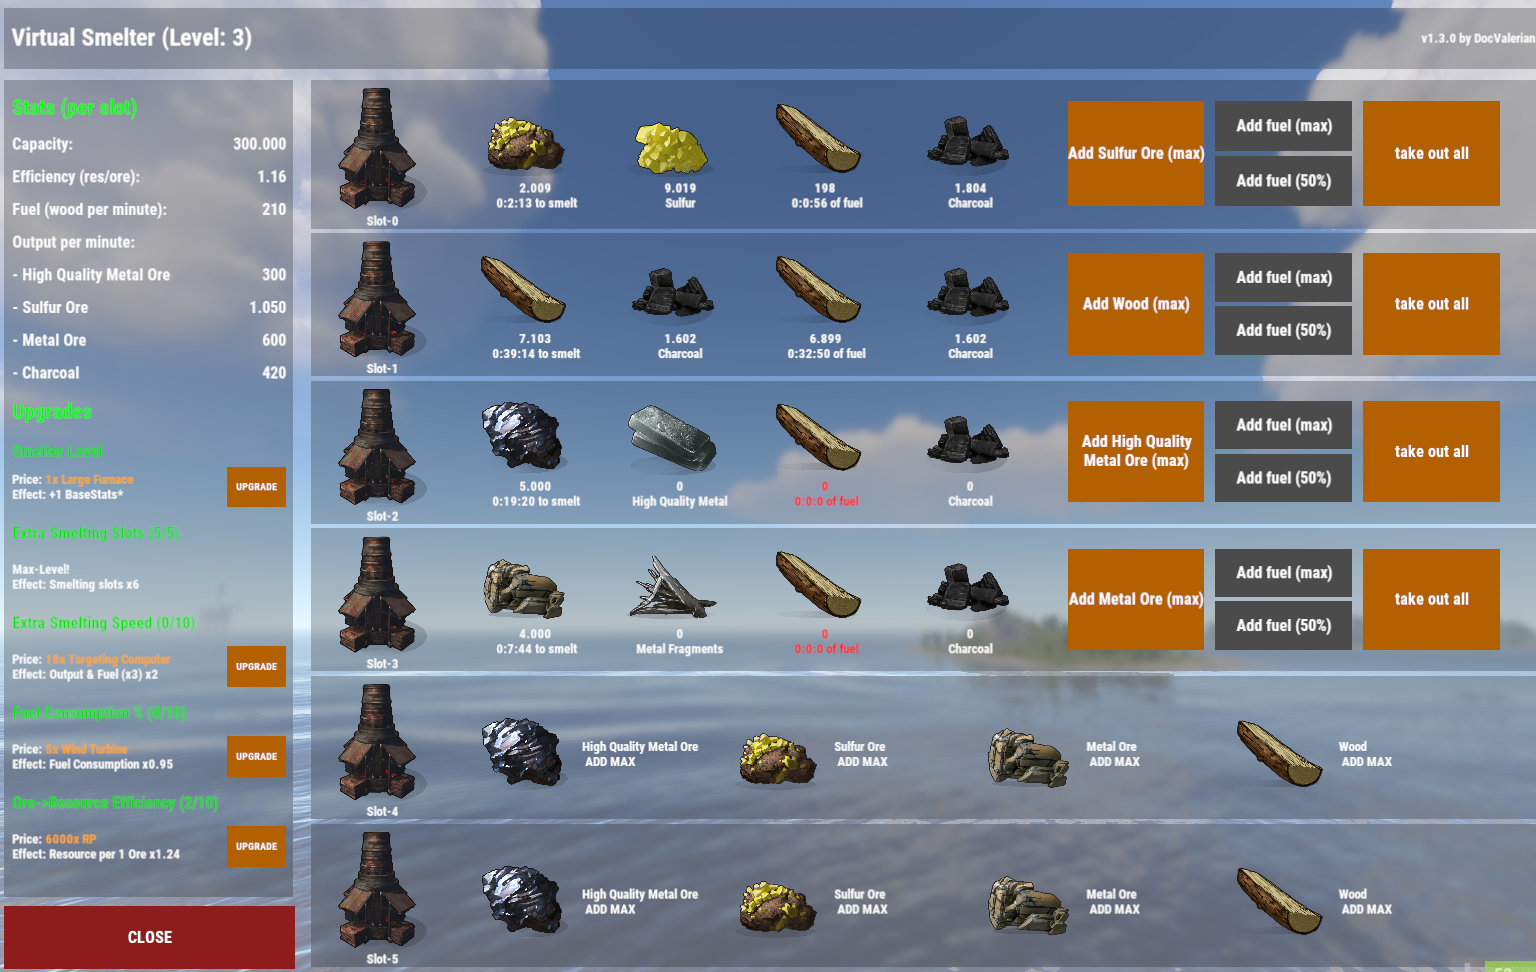 Virtual Smelter (Level: 3)
v1.3.0 by DocValerian
Stats (per slot)
Capacity: 300.000
Efficiency (res/ore): 1.16
Fuel (wood per minute): 210
Output per minute:
- High Quality Metal Ore 300
- Sulfur Ore 1.050
- Metal Ore 600
- Charcoal 420
Upgrades
Smelter Level
Price: 1x Large Furnace
Effect: +1 BaseStats*
UPGRADE
Extra Smelting Slots (5/5)
Max-Level!
Effect: Smelting slots x6
Extra Smelting Speed (0/10)
Price: 10x Targeting Computer
Effect: Output & Fuel (x3) x2
UPGRADE
Fuel Consumption % (0/10)
Price: 5x Wind Turbine
Effect: Fuel Consumption x0.95
UPGRADE
Ore->Resource Efficiency (2/10)
Price: 6000x RP
Effect: Resource per 1 Ore x1.24
UPGRADE
CLOSE
Slot-0
2.009
0:2:13 to smelt
9.019
Sulfur
198
0:0:56 of fuel
1.804
Charcoal
Add Sulfur Ore (max)
Add fuel (max)
Add fuel (50%)
take out all
Slot-1
7.103
0:39:14 to smelt
1.602
Charcoal
6.899
0:32:50 of fuel
1.602
Charcoal
Add Wood (max)
Add fuel (max)
Add fuel (50%)
take out all
Slot-2
5.000
0:19:20 to smelt
0
High Quality Metal
0
0:0:0 of fuel
0
Charcoal
Add High Quality
Metal Ore (max)
Add fuel (max)
Add fuel (50%)
take out all
Slot-3
4.000
0:7:44 to smelt
0
Metal Fragments
0
0:0:0 of fuel
0
Charcoal
Add Metal Ore (max)
Add fuel (max)
Add fuel (50%)
take out all
Slot-4
High Quality Metal Ore
ADD MAX
Sulfur Ore
ADD MAX
Metal Ore
ADD MAX
Wood
ADD MAX
Slot-5
High Quality Metal Ore
ADD MAX
Sulfur Ore
ADD MAX
Metal Ore
ADD MAX
Wood
ADD MAX